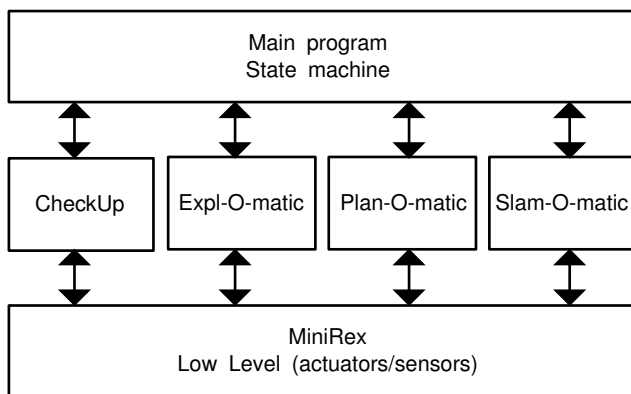 Main program
State machine
CheckUp
Expl-O-matic
Plan-O-matic
Slam-O-matic
MiniRex
Low Level (actuators/sensors)